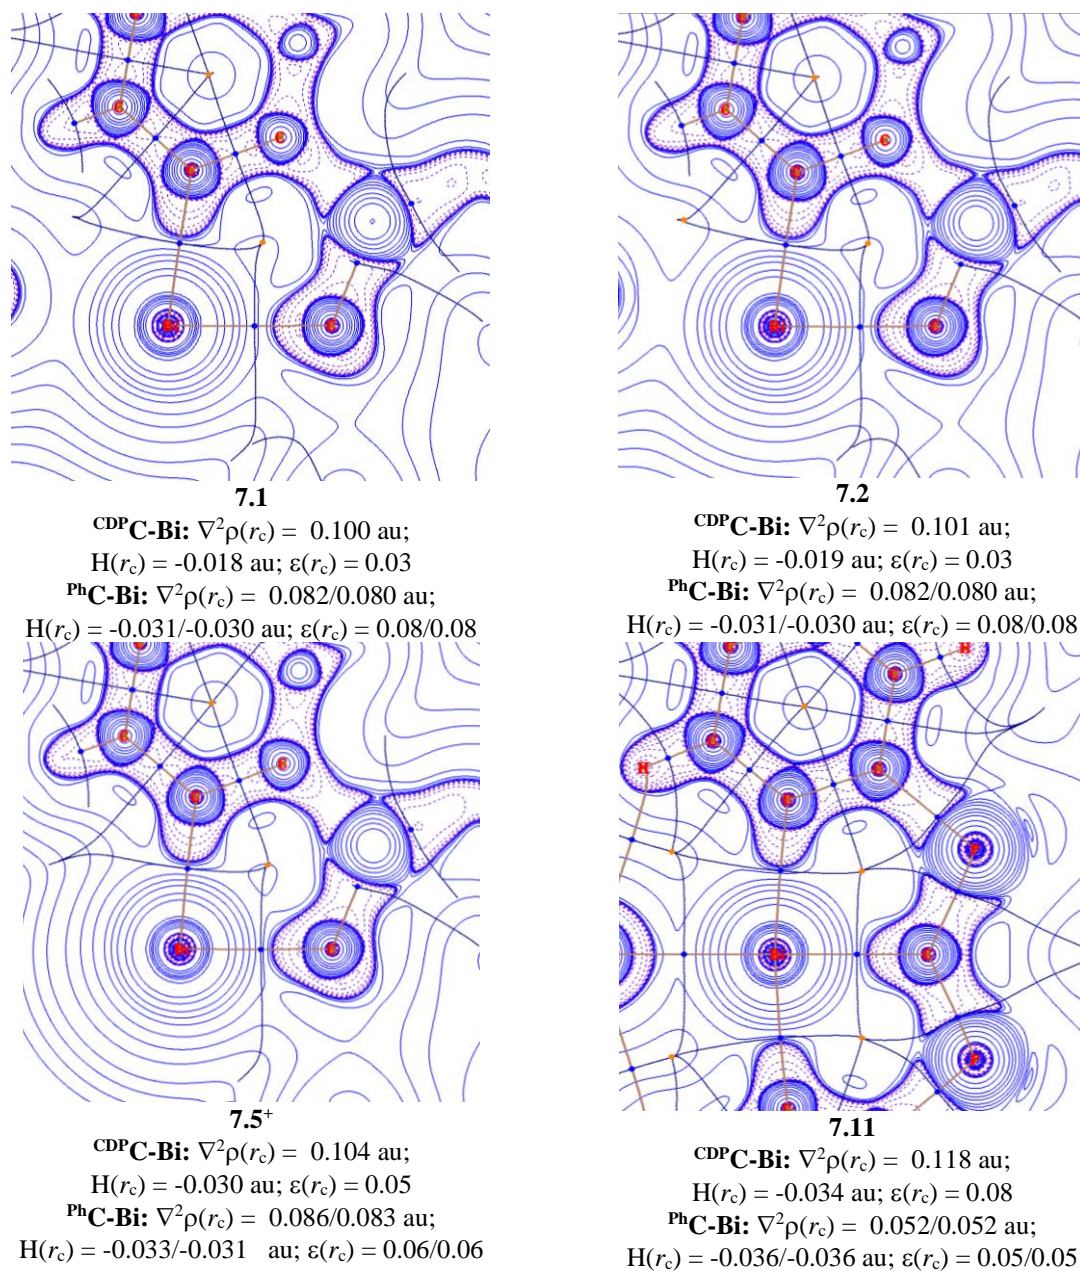 7.1
CDPC-Bi: ∇²ρ(rc) = 0.100 au;
H(rc) = -0.018 au; ε(rc) = 0.03
PhC-Bi: ∇²ρ(rc) = 0.082/0.080 au;
H(rc) = -0.031/-0.030 au; ε(rc) = 0.08/0.08
7.2
CDPC-Bi: ∇²ρ(rc) = 0.101 au;
H(rc) = -0.019 au; ε(rc) = 0.03
PhC-Bi: ∇²ρ(rc) = 0.082/0.080 au;
H(rc) = -0.031/-0.030 au; ε(rc) = 0.08/0.08
H
H
7.5⁺
CDPC-Bi: ∇²ρ(rc) = 0.104 au;
H(rc) = -0.030 au; ε(rc) = 0.05
PhC-Bi: ∇²ρ(rc) = 0.086/0.083 au;
H(rc) = -0.033/-0.031 au; ε(rc) = 0.06/0.06
7.11
CDPC-Bi: ∇²ρ(rc) = 0.118 au;
H(rc) = -0.034 au; ε(rc) = 0.08
PhC-Bi: ∇²ρ(rc) = 0.052/0.052 au;
H(rc) = -0.036/-0.036 au; ε(rc) = 0.05/0.05